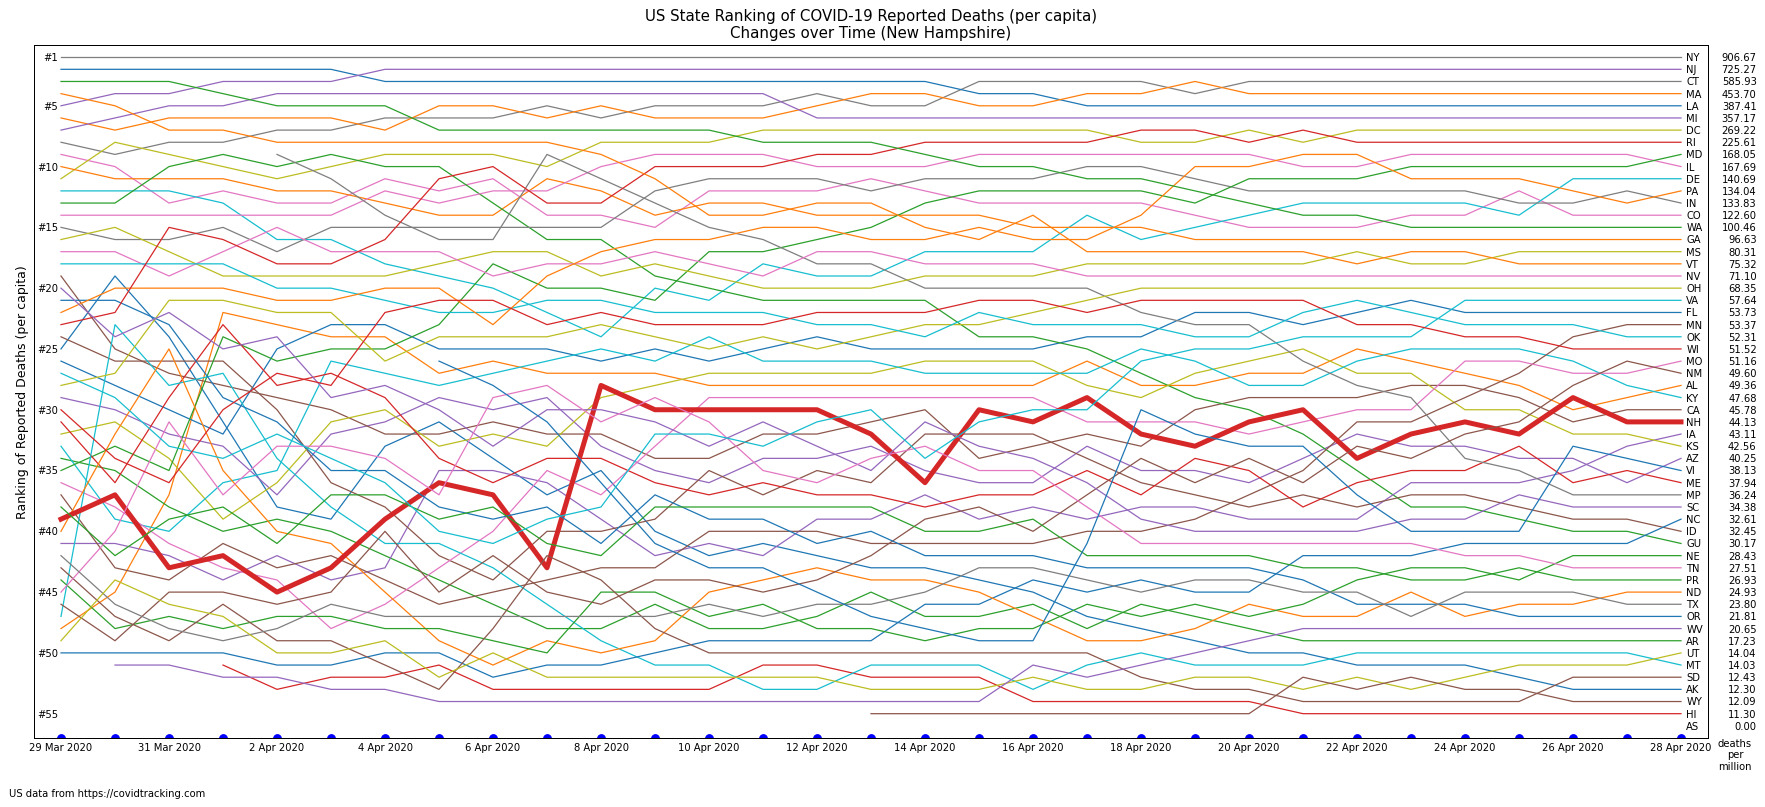 US State Ranking of COVID-19 Reported Deaths (per capita)
Changes over Time (New Hampshire)
Ranking of Reported Deaths (per capita)
#1
#5
#10
#15
#20
#25
#30
#35
#40
#45
#50
#55
NY 906.67
NJ 725.27
CT 585.93
MA 453.70
LA 387.41
MI 357.17
DC 269.22
RI 225.61
MD 168.05
IL 167.69
DE 140.69
PA 134.04
IN 133.83
CO 122.60
WA 100.46
GA 96.63
MS 80.31
VT 75.32
NV 71.10
OH 68.35
VA 57.64
FL 53.73
MN 53.37
OK 52.31
WI 51.52
MO 51.16
NM 49.60
AL 49.36
KY 47.68
CA 45.78
NH 44.13
IA 43.11
KS 42.56
AZ 40.25
VI 38.13
ME 37.94
MP 36.24
SC 34.38
NC 32.61
ID 32.45
GU 30.17
NE 28.43
TN 27.51
PR 26.93
ND 24.93
TX 23.80
OR 21.81
WV 20.65
AR 17.23
UT 14.04
MT 14.03
SD 12.43
AK 12.30
WY 12.09
HI 11.30
AS 0.00
29 Mar 2020 31 Mar 2020 2 Apr 2020 4 Apr 2020 6 Apr 2020 8 Apr 2020 10 Apr 2020 12 Apr 2020 14 Apr 2020 16 Apr 2020 18 Apr 2020 20 Apr 2020 22 Apr 2020 24 Apr 2020 26 Apr 2020 28 Apr 2020
deaths
per
million
US data from https://covidtracking.com